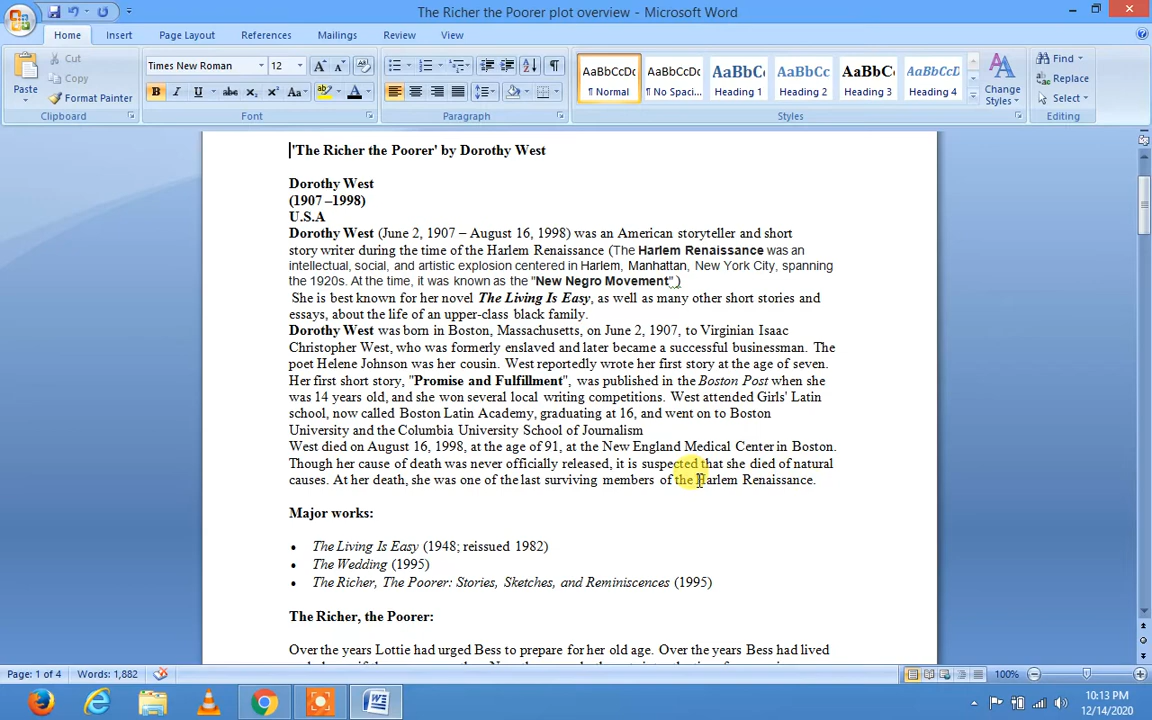 The Richer the Poorer plot overview - Microsoft Word
Home Insert Page Layout References Mailings Review View
Paste
Cut
Copy
Format Painter
Clipboard
Times New Roman 12
B I U abc X₂ X² Aa
Font
Paragraph
AaBbCcDc AaBbCcDc AaBbC AaBbCc AaBbCc AaBbCcD
¶ Normal ¶ No Spaci... Heading 1 Heading 2 Heading 3 Heading 4
Change Styles
Styles
Find
Replace
Select
Editing
'The Richer the Poorer' by Dorothy West
Dorothy West
(1907 –1998)
U.S.A
Dorothy West (June 2, 1907 – August 16, 1998) was an American storyteller and short
story writer during the time of the Harlem Renaissance (The Harlem Renaissance was an
intellectual, social, and artistic explosion centered in Harlem, Manhattan, New York City, spanning
the 1920s. At the time, it was known as the "New Negro Movement".)
She is best known for her novel The Living Is Easy, as well as many other short stories and
essays, about the life of an upper-class black family.
Dorothy West was born in Boston, Massachusetts, on June 2, 1907, to Virginian Isaac
Christopher West, who was formerly enslaved and later became a successful businessman. The
poet Helene Johnson was her cousin. West reportedly wrote her first story at the age of seven.
Her first short story, "Promise and Fulfillment", was published in the Boston Post when she
was 14 years old, and she won several local writing competitions. West attended Girls' Latin
school, now called Boston Latin Academy, graduating at 16, and went on to Boston
University and the Columbia University School of Journalism
West died on August 16, 1998, at the age of 91, at the New England Medical Center in Boston.
Though her cause of death was never officially released, it is suspected that she died of natural
causes. At her death, she was one of the last surviving members of the Harlem Renaissance.
Major works:
• The Living Is Easy (1948; reissued 1982)
• The Wedding (1995)
• The Richer, The Poorer: Stories, Sketches, and Reminiscences (1995)
The Richer, the Poorer:
Over the years Lottie had urged Bess to prepare for her old age. Over the years Bess had lived
Page: 1 of 4 Words: 1,882 100%
10:13 PM
12/14/2020